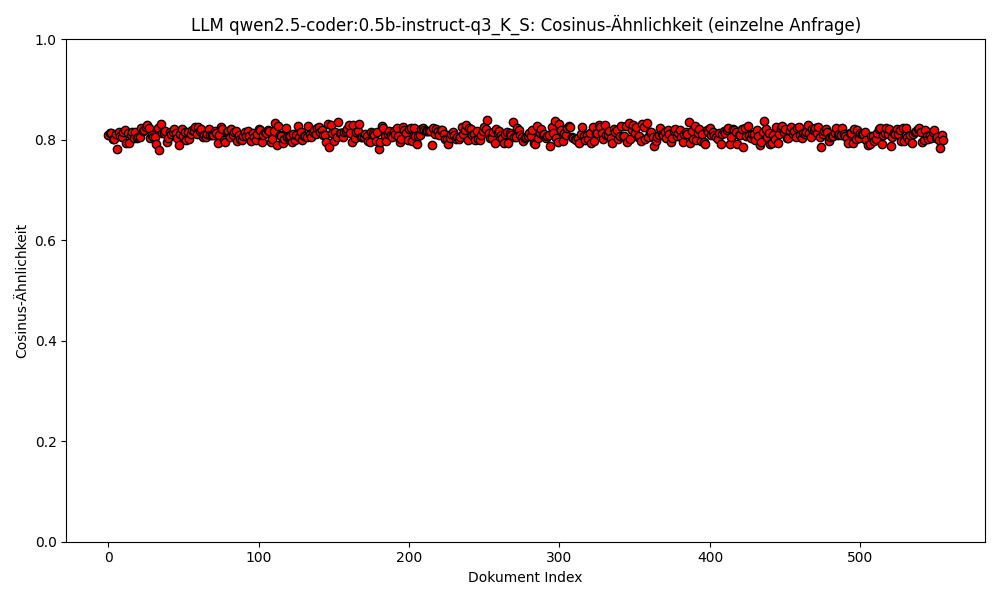 LLM qwen2.5-coder:0.5b-instruct-q3_K_S: Cosinus-Ähnlichkeit (einzelne Anfrage)
1.0
0.8
0.6
0.4
0.2
0.0
Cosinus-Ähnlichkeit
0 100 200 300 400 500
Dokument Index